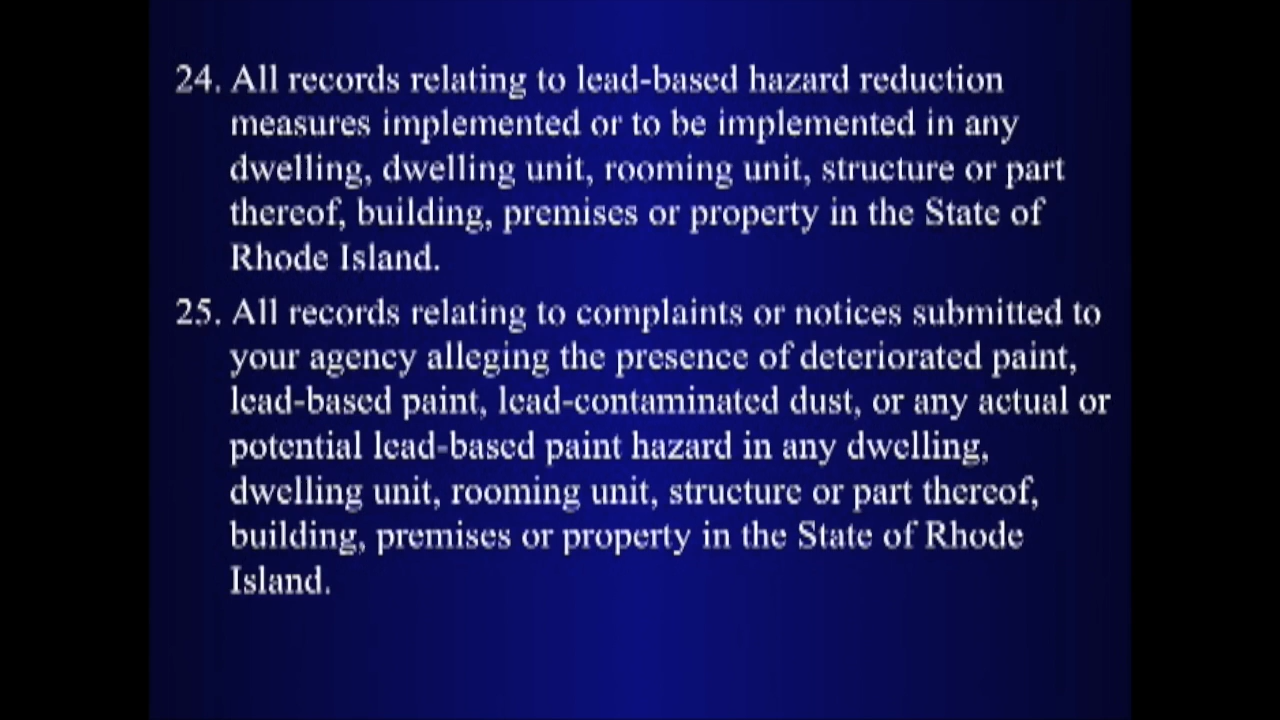 24. All records relating to lead-based hazard reduction
measures implemented or to be implemented in any
dwelling, dwelling unit, rooming unit, structure or part
thereof, building, premises or property in the State of
Rhode Island.
25. All records relating to complaints or notices submitted to
your agency alleging the presence of deteriorated paint,
lead-based paint, lead-contaminated dust, or any actual or
potential lead-based paint hazard in any dwelling,
dwelling unit, rooming unit, structure or part thereof,
building, premises or property in the State of Rhode
Island.